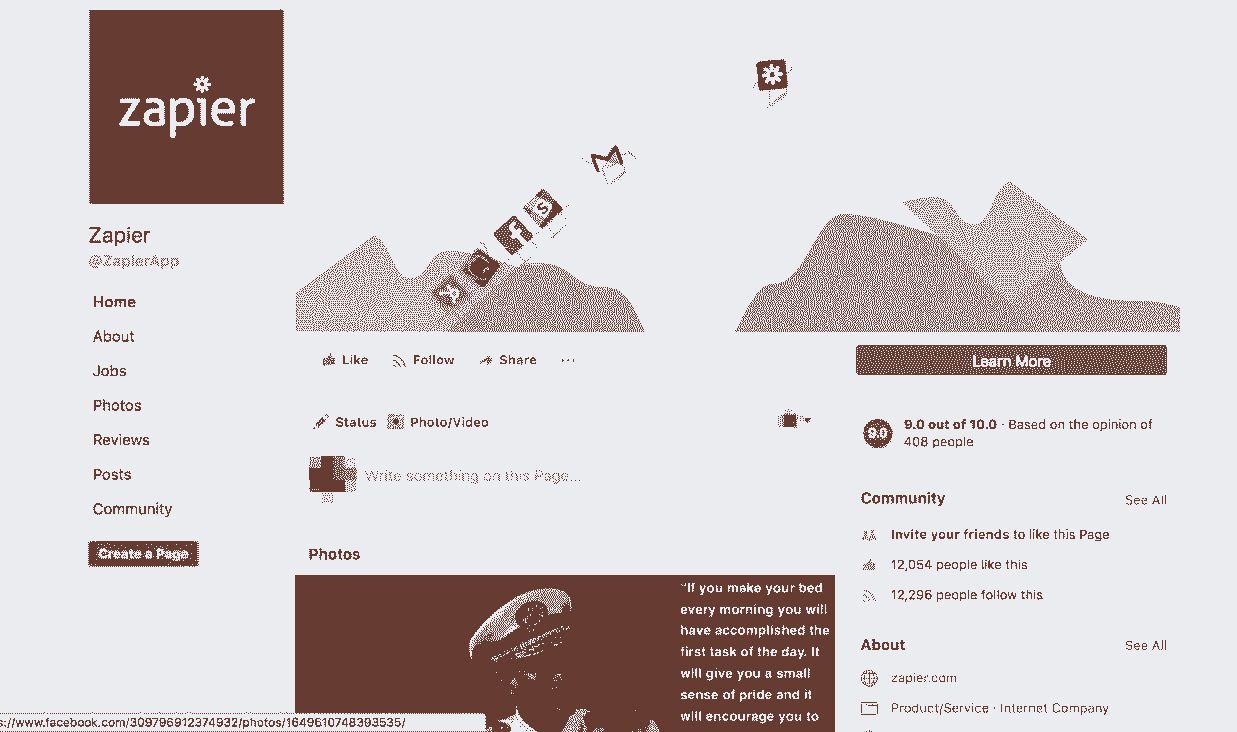 zapier
Zapier
@ZapierApp
Home
About
Jobs
Photos
Reviews
Posts
Community
Create a Page
Like Follow Share ...
Learn More
Status Photo/Video
Write something on this Page...
9.0
9.0 out of 10.0 · Based on the opinion of
408 people
Community See All
Invite your friends to like this Page
12,054 people like this
12,296 people follow this
About See All
zapier.com
Product/Service · Internet Company
Photos
"If you make your bed
every morning you will
have accomplished the
first task of the day. It
will give you a small
sense of pride and it
will encourage you to
s://www.facebook.com/309796912374932/photos/1649610748393535/